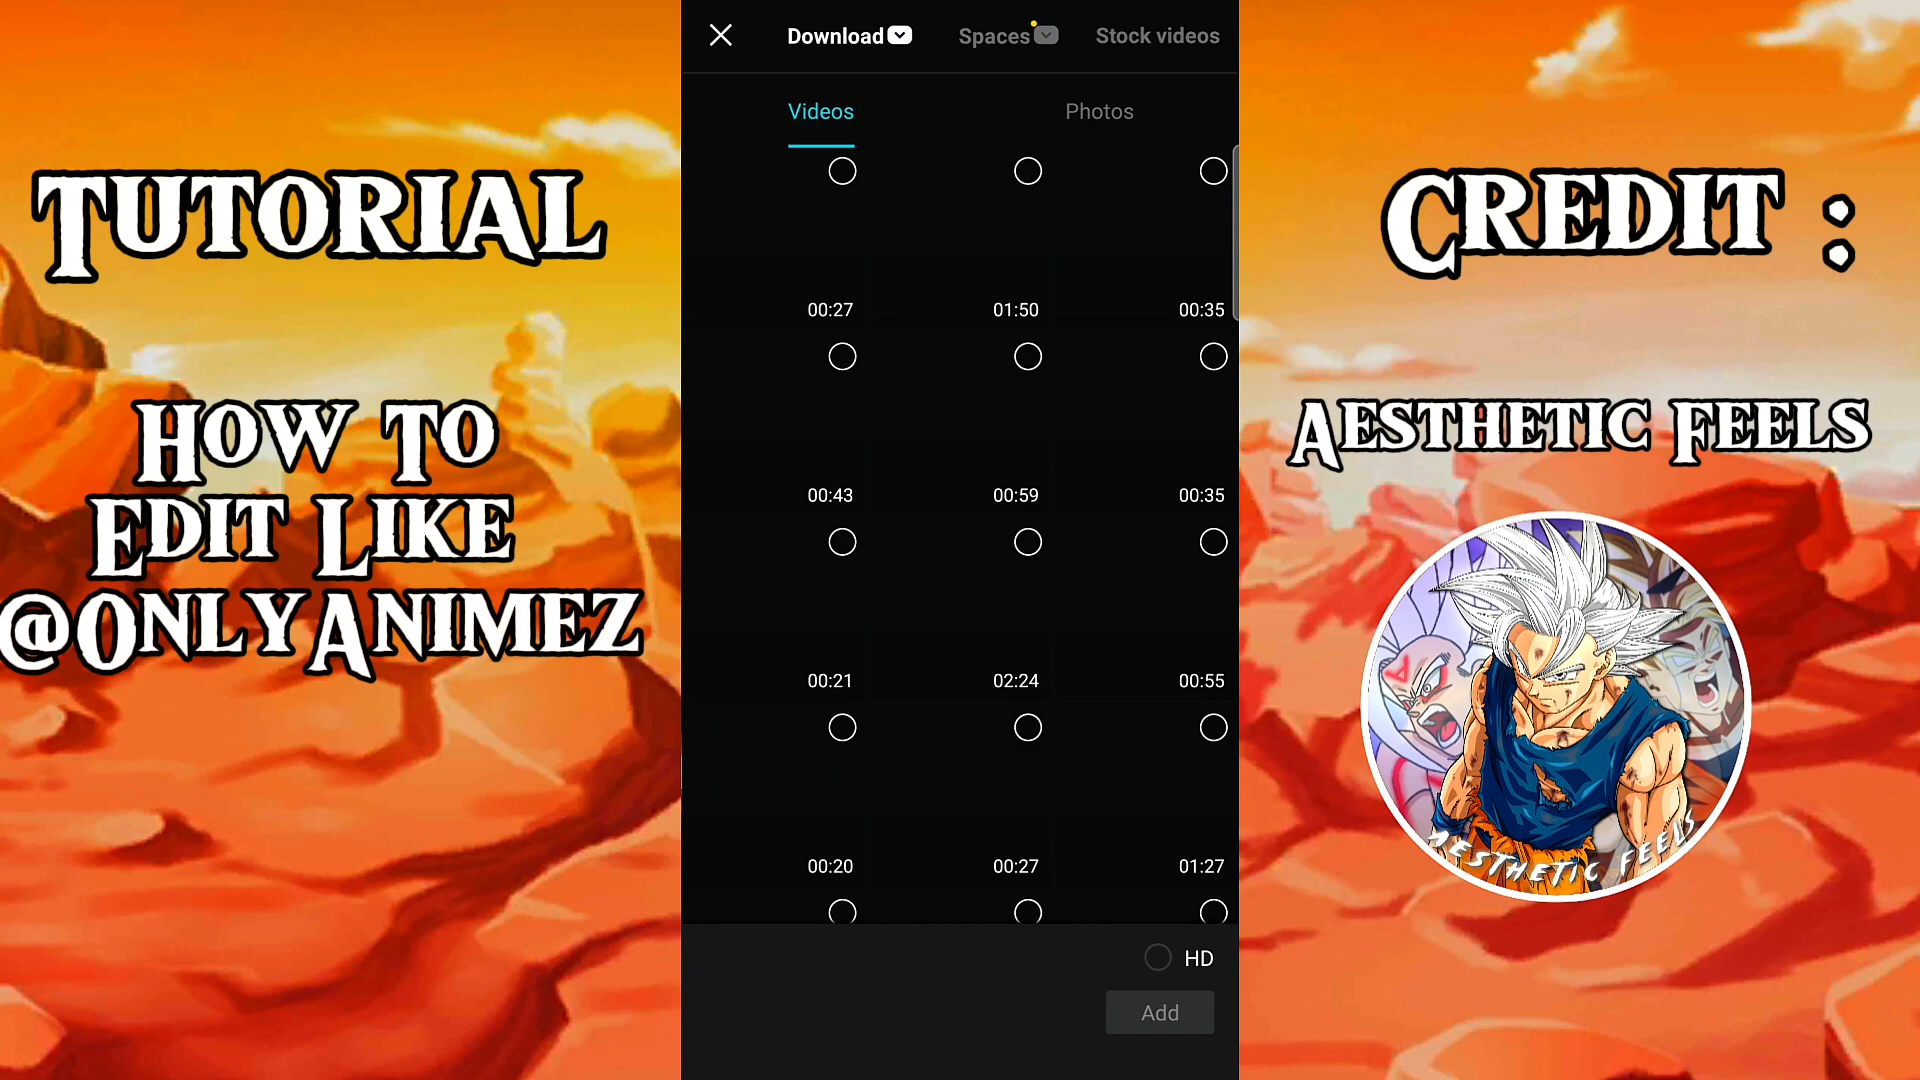 TUTORIAL
HOW TO
EDIT LIKE
@ONLYANIMEZ
Download
Spaces
Stock videos
Videos
Photos
00:27
01:50
00:35
00:43
00:59
00:35
00:21
02:24
00:55
00:20
00:27
01:27
HD
Add
CREDIT :
AESTHETIC FEELS
AESTHETIC FEELS